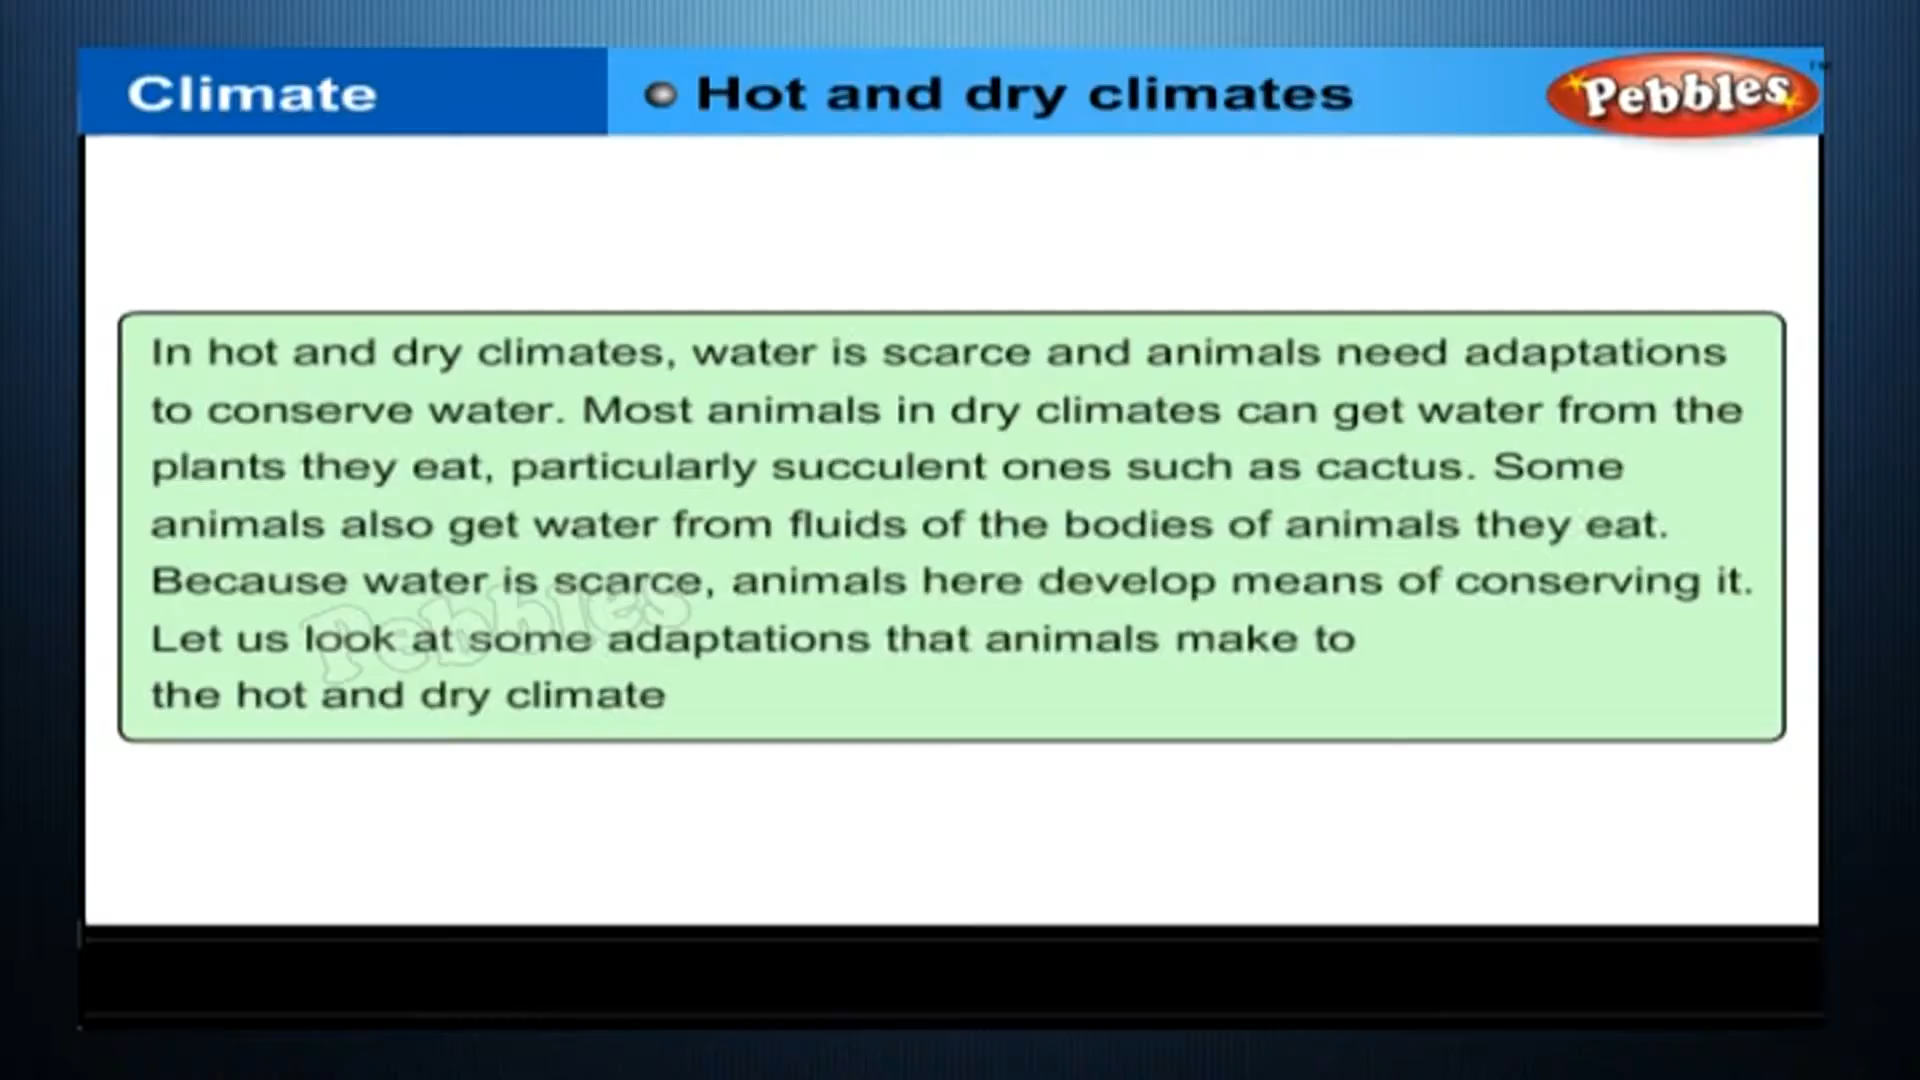 Climate
Hot and dry climates
Pebbles
TM
In hot and dry climates, water is scarce and animals need adaptations
to conserve water. Most animals in dry climates can get water from the
plants they eat, particularly succulent ones such as cactus. Some
animals also get water from fluids of the bodies of animals they eat.
Because water is scarce, animals here develop means of conserving it.
Let us look at some adaptations that animals make to
the hot and dry climate
Pebbles